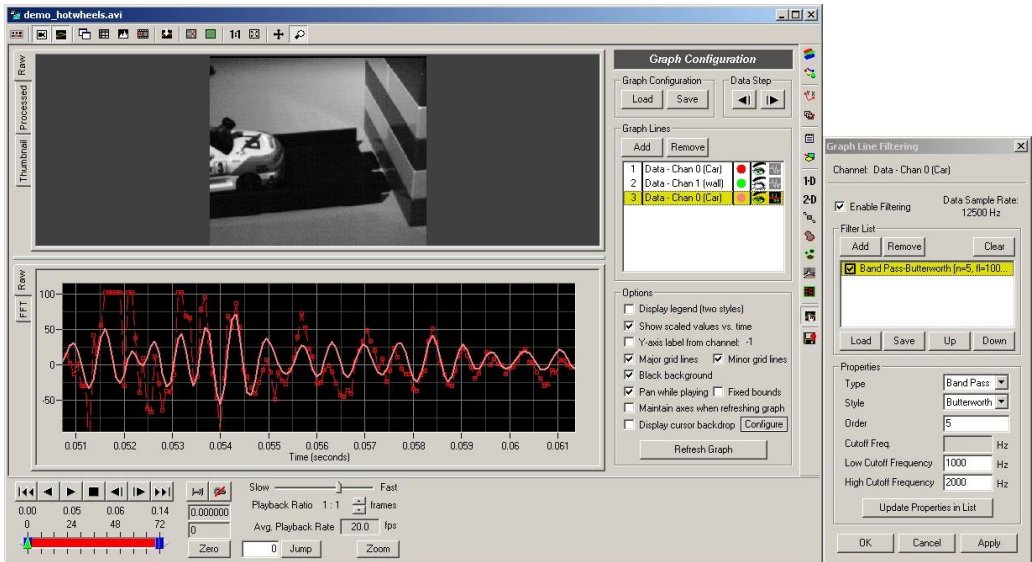 demo_hotwheels.avi
1:1
Raw
Processed
Thumbnail
Graph Configuration
Graph Configuration
Load
Save
Data Step
Graph Lines
Add
Remove
1 Data - Chan 0 (Car)
2 Data - Chan 1 (wall)
3 Data - Chan 0 (Car)
1-D
2-D
Raw
FFT
100
50
0
-50
0.051 0.052 0.053 0.054 0.055 0.056 0.057 0.058 0.059 0.06 0.061
Time (seconds)
Options
Display legend (two styles)
Show scaled values vs. time
Y-axis label from channel: -1
Major grid lines
Minor grid lines
Black background
Pan while playing
Fixed bounds
Maintain axes when refreshing graph
Display cursor backdrop
Configure
Refresh Graph
0.00 0.05 0.06 0.14
0 24 48 72
0.000000
0
Zero
Slow
Fast
Playback Ratio 1 : 1 frames
Avg. Playback Rate 20.0 fps
0
Jump
Zoom
Graph Line Filtering
Channel: Data - Chan 0 (Car)
Enable Filtering
Data Sample Rate:
12500 Hz
Filter List
Add
Remove
Clear
Band Pass-Butterworth [n=5, fl=100...
Load
Save
Up
Down
Properties
Type Band Pass
Style Butterworth
Order 5
Cutoff Freq. Hz
Low Cutoff Frequency 1000 Hz
High Cutoff Frequency 2000 Hz
Update Properties in List
OK
Cancel
Apply